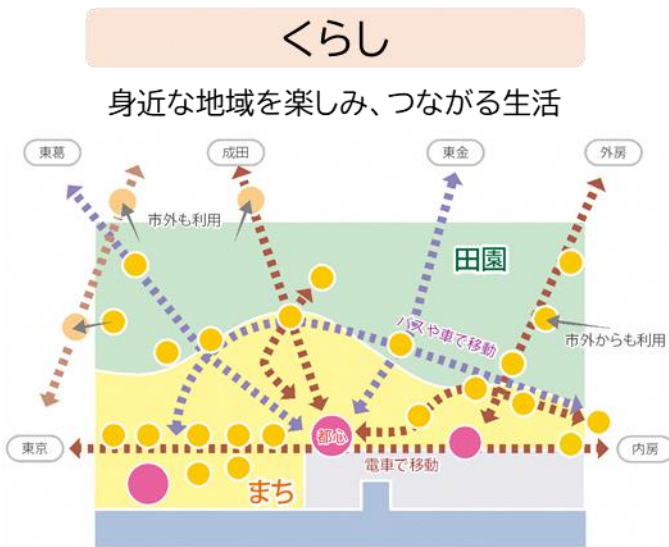 くらし
身近な地域を楽しみ、つながる生活
東葛
成田
東金
外房
市外も利用
田園
バスや車で移動
市外からも利用
都心
東京
内房
電車で移動
まち